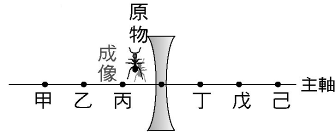 原物
成像
主軸
甲 乙 丙 丁 戊 己